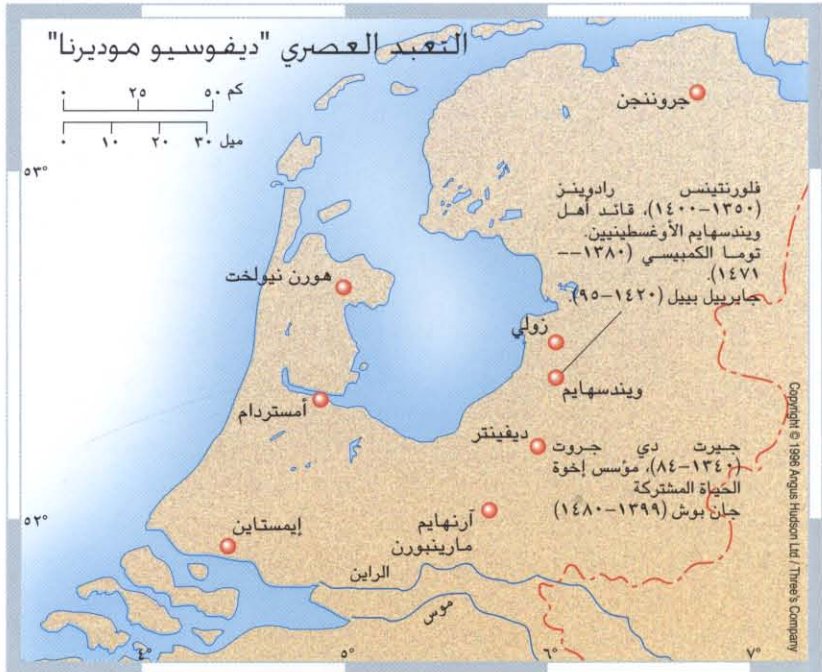 التعبد العصري "ديفوسيو موديرنا"
٠ ٢٥ ٥٠ كم
٠ ١٠ ٢٠ ٣٠ ميل
جروننجن
٥٣°
فلورنتينس رادوينز
(١٣٥٠-١٤٠٠)، قائد أهل
ويندسهايم الأوغسطينيين.
توما الكمبيسي (١٣٨٠--
١٤٧١).
جابرييل بييل (١٤٢٠-٩٥).
هورن نيولخت
زولي
ويندسهايم
أمستردام
ديفينتر
جيرت دي جروت
(١٣٤٠-٨٤)، مؤسس إخوة
الحياة المشتركة
جان بوش (١٣٩٩-١٤٨٠)
٥٢°
آرنهايم
مارينبورن
إيمستاين
الراين
موس
٤° ٥° ٦° ٧°
Copyright © 1996 Angus Hudson Ltd / Three's Company